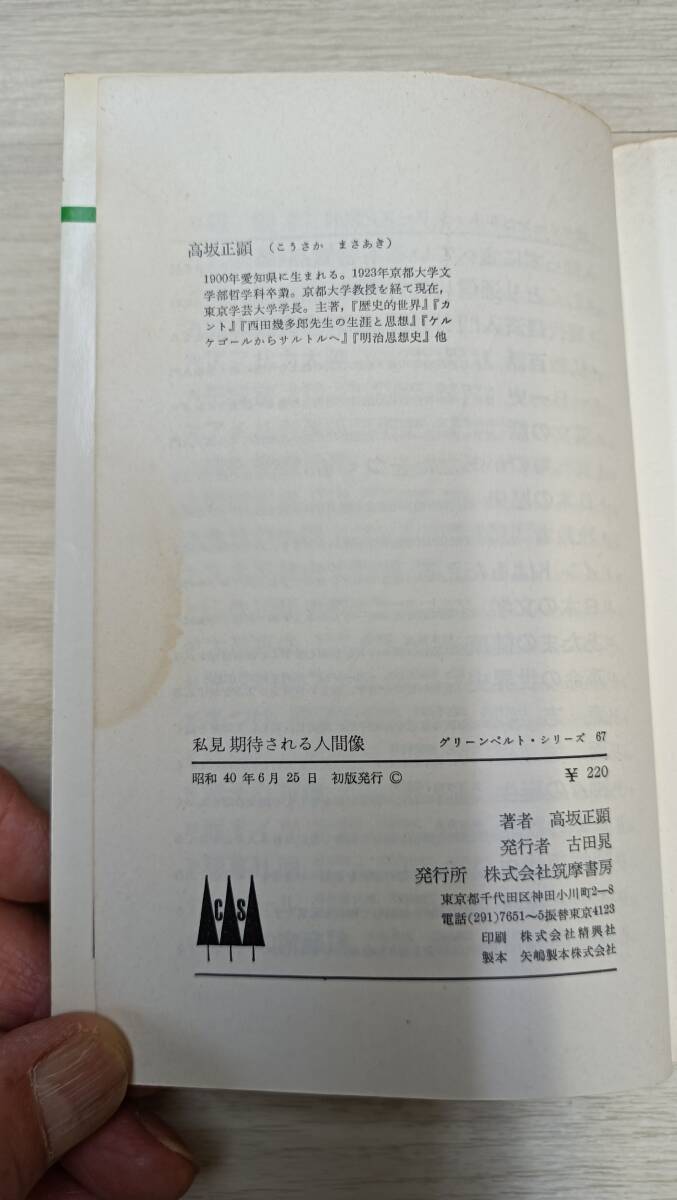 高坂正顕 (こうさか まさあき)
1900年愛知県に生まれる。1923年京都大学文
学部哲学科卒業。京都大学教授を経て現在,
東京学芸大学学長。主著,『歴史的世界』『カ
ント』『西田幾多郎先生の生涯と思想』『ケル
ケゴールからサルトルへ』『明治思想史』他
私見 期待される人間像 グリーンベルト・シリーズ 67
昭和 40 年 6 月 25 日 初版発行 © ¥ 220
著者 高坂正顕
発行者 古田晁
発行所 株式会社筑摩書房
東京都千代田区神田小川町2−8
電話(291)7651〜5振替東京4123
印刷 株式会社精興社
製本 矢嶋製本株式会社
CS